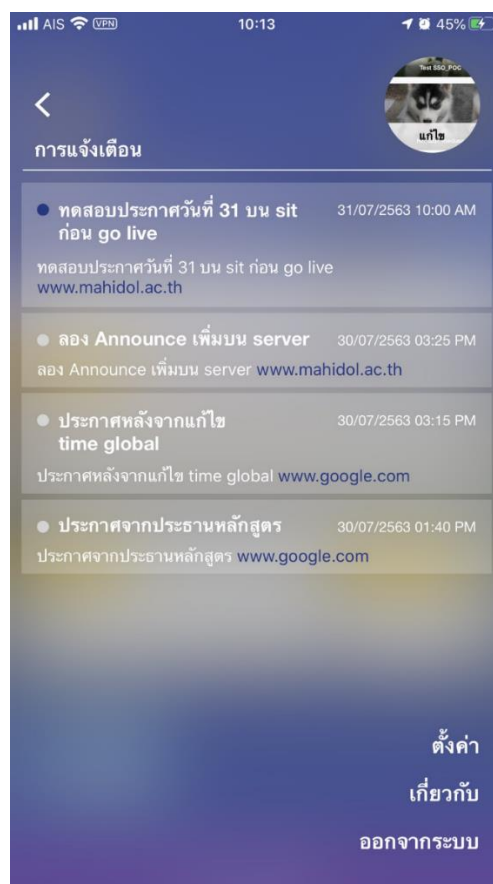 AIS VPN 10:13 45%
Test SSO_POC
แก้ไข
การแจ้งเตือน
ทดสอบประกาศวันที่ 31 บน sit 31/07/2563 10:00 AM
ก่อน go live
ทดสอบประกาศวันที่ 31 บน sit ก่อน go live
www.mahidol.ac.th
ลอง Announce เพิ่มบน server 30/07/2563 03:25 PM
ลอง Announce เพิ่มบน server www.mahidol.ac.th
ประกาศหลังจากแก้ไข 30/07/2563 03:15 PM
time global
ประกาศหลังจากแก้ไข time global www.google.com
ประกาศจากประธานหลักสูตร 30/07/2563 01:40 PM
ประกาศจากประธานหลักสูตร www.google.com
ตั้งค่า
เกี่ยวกับ
ออกจากระบบ